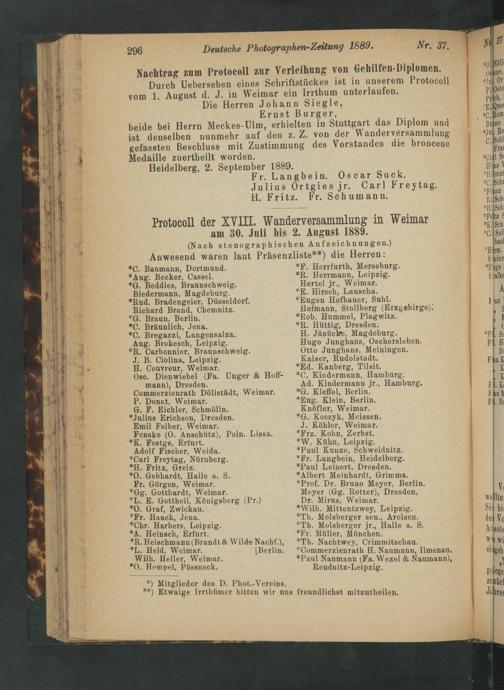 296 Deutsche Photographen-Zeitung 1889. Nr. 37.
Nachtrag zum Protocoll zur Verleihung von Gehilfen-Diplomen.
Durch Uebersehen eines Schriftstückes ist in unserem Protocoll
vom 1. August d. J. in Weimar ein Irrthum unterlaufen.
Die Herren Johann Siegle,
Ernst Burger,
beide bei Herrn Meckes-Ulm, erhielten in Stuttgart das Diplom und
ist denselben nunmehr auf den z. Z. von der Wanderversammlung
gefassten Beschluss mit Zustimmung des Vorstandes die broncene
Medaille zuertheilt worden.
Heidelberg, 2. September 1889.
Fr. Langbein. Oscar Suck.
Julius Ortgies jr. Carl Freytag.
H. Fritz. Fr. Schumann.
Protocoll der XVIII. Wanderversammlung in Weimar
am 30. Juli bis 2. August 1889.
(Nach stenographischen Aufzeichnungen.)
Anwesend waren laut Präsenzliste**) die Herren:
*C. Baumann, Dortmund.
*Aug. Becker, Cassel.
*G. Beddies, Braunschweig.
Biedermann, Magdeburg.
*Rud. Bradengeier, Düsseldorf.
Richard Brand, Chemnitz.
*G. Braun, Berlin.
*C. Bräunlich, Jena.
*C. Bregazzi, Langensalza.
Aug. Brokesch, Leipzig.
*R. Carbonnier, Braunschweig.
J. B. Ciolina, Leipzig.
H. Couvreur, Weimar.
Osc. Dienwiebel (Fa. Unger & Hoff-
mann), Dresden.
Commerzienrath Döllstädt, Weimar.
P. Donat, Weimar.
G. F. Eichler, Schmölln.
*Julius Erichson, Dresden.
Emil Felber, Weimar.
Fenske (O. Anschütz), Poln. Lissa.
*K. Festge, Erfurt.
Adolf Fischer, Weida.
*Carl Freytag, Nürnberg.
*H. Fritz, Greiz.
*O. Gebhardt, Halle a. S.
Fr. Görgen, Weimar.
*Gg. Gotthardt, Weimar.
*L. E. Gottheil, Königsberg (Pr.)
*O. Graf, Zwickau.
*Fr. Haack, Jena.
*Chr. Harbers, Leipzig.
*A. Heinsch, Erfurt.
*R. Heischmann (Brandt & Wilde Nachf.),
*L. Held, Weimar. [Berlin.
Wilh. Heller, Weimar.
*O. Hempel, Pössneck.
*F. Herrfurth, Merseburg.
*R. Herrmann, Leipzig.
Hertel jr., Weimar.
*E. Hirsch, Lauscha.
*Eugen Hofbauer, Suhl.
Hofmann, Stollberg (Erzgebirge).
*Rob. Hummel, Plagwitz.
*R. Hüttig, Dresden.
H. Jänicke, Magdeburg.
Hugo Junghans, Oschersleben.
Otto Junghans, Meiningen.
Kaiser, Rudolstadt.
*Ed. Kanberg, Tilsit.
*C. Kindermann, Hamburg.
Ad. Kindermann jr., Hamburg.
*G. Kleffel, Berlin.
*Eug. Klein, Berlin.
Knöfler, Weimar.
*G. Koczyk, Meissen.
J. Köhler, Weimar.
*Frz. Kohn, Zerbst.
*W. Kühn, Leipzig.
*Paul Kunze, Schweidnitz.
*Fr. Langbein, Heidelberg.
*Paul Leinert, Dresden.
*Albert Meinhardt, Grimma.
*Prof. Dr. Bruno Meyer, Berlin.
Meyer (Gg. Rotter), Dresden,
Dr. Mirus, Weimar.
*Wilh. Mittentzwey, Leipzig.
*Th. Molsberger sen., Arolsen.
*Th. Molsberger jr., Halle a. S.
*Fr. Müller, München.
*Th. Nachtwey, Crimmitschau.
*Commerzienrath H. Naumann, Ilmenau.
*Paul Naumann (Fa. Wezel & Naumann),
Reudnitz-Leipzig.
*) Mitglieder des D. Phot.-Vereins.
**) Etwaige Irrthümer bitten wir uns freundlichst mitzutheilen.